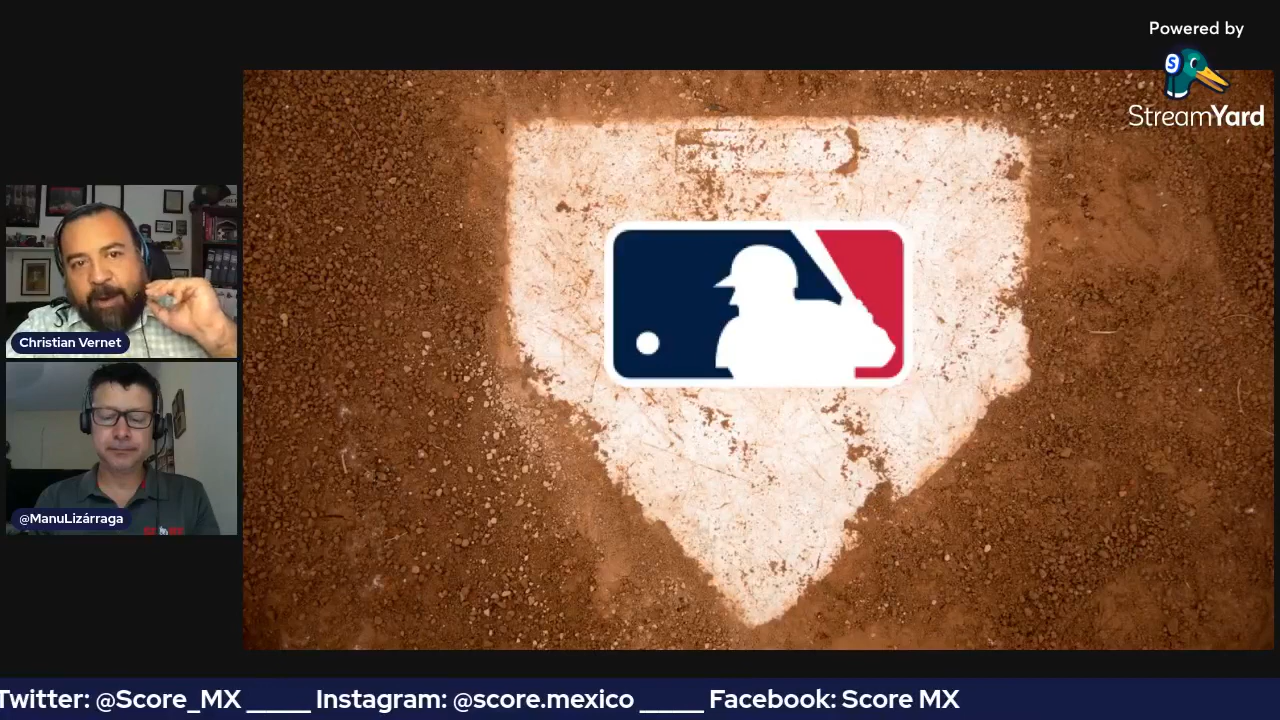 Powered by
S
StreamYard
Christian Vernet
@ManuLizárraga
Twitter: @Score_MX _____ Instagram: @score.mexico _____ Facebook: Score MX